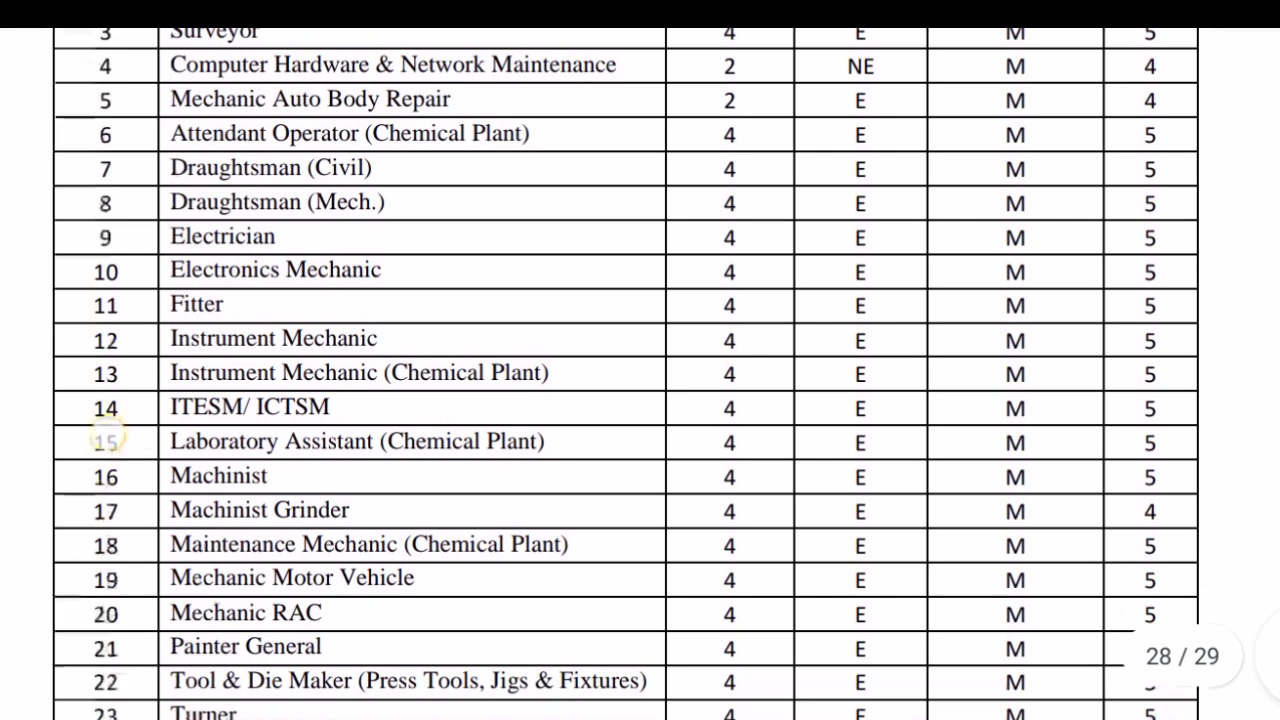 3 Surveyor 4 E M 5
4 Computer Hardware & Network Maintenance 2 NE M 4
5 Mechanic Auto Body Repair 2 E M 4
6 Attendant Operator (Chemical Plant) 4 E M 5
7 Draughtsman (Civil) 4 E M 5
8 Draughtsman (Mech.) 4 E M 5
9 Electrician 4 E M 5
10 Electronics Mechanic 4 E M 5
11 Fitter 4 E M 5
12 Instrument Mechanic 4 E M 5
13 Instrument Mechanic (Chemical Plant) 4 E M 5
14 ITESM/ ICTSM 4 E M 5
15 Laboratory Assistant (Chemical Plant) 4 E M 5
16 Machinist 4 E M 5
17 Machinist Grinder 4 E M 4
18 Maintenance Mechanic (Chemical Plant) 4 E M 5
19 Mechanic Motor Vehicle 4 E M 5
20 Mechanic RAC 4 E M 5
21 Painter General 4 E M
28 / 29
22 Tool & Die Maker (Press Tools, Jigs & Fixtures) 4 E M
23 Turner 4 E M 5